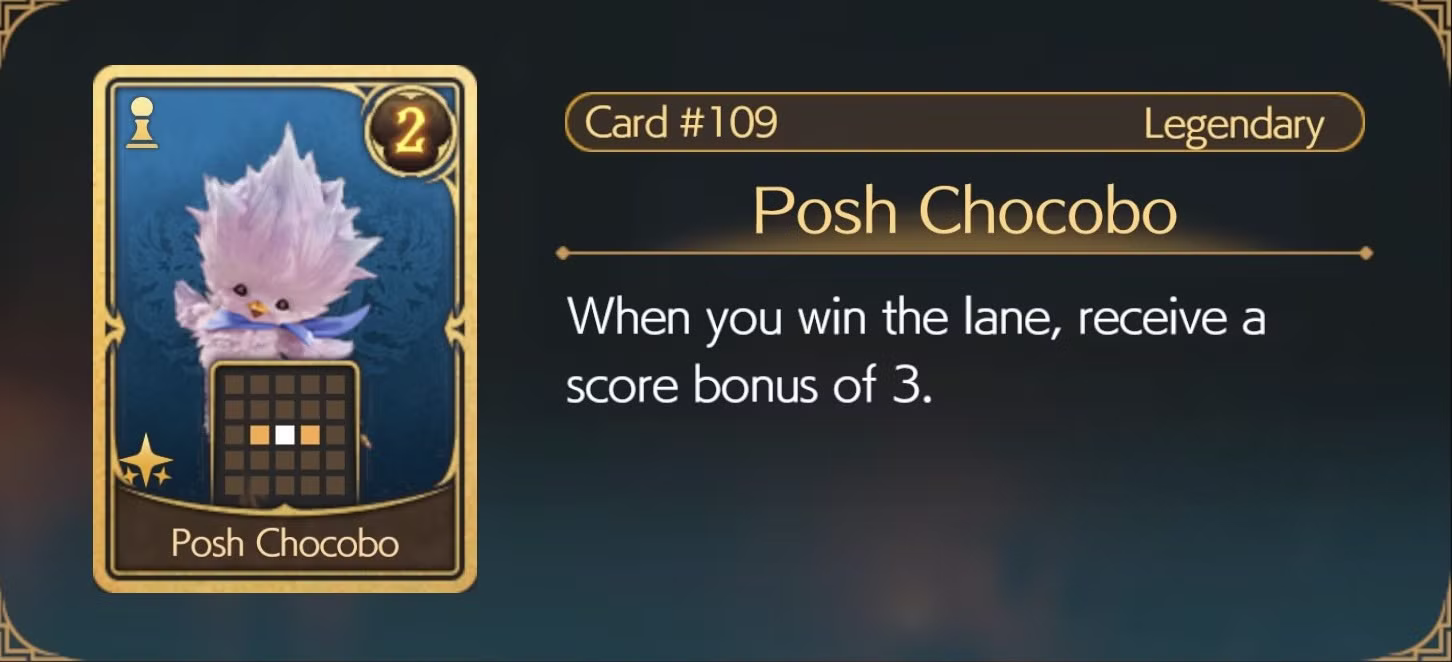 2
Posh Chocobo
Card #109 Legendary
Posh Chocobo
When you win the lane, receive a
score bonus of 3.